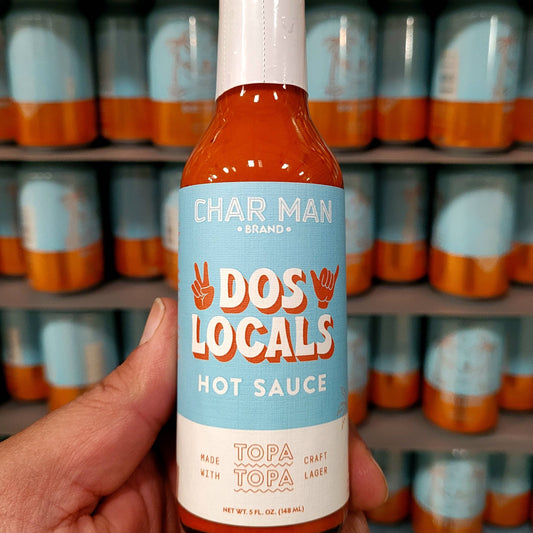 CHAR MAN
• BRAND •
DOS
LOCALS
HOT SAUCE
MADE WITH
TOPA TOPA
CRAFT LAGER
NET WT. 5 FL. OZ. (148 ML)